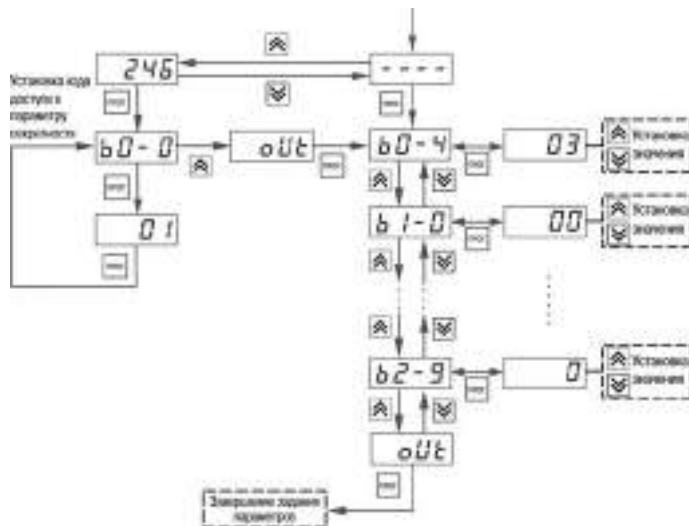 246
- - - -
Установка кода
доступа к
параметру
секретности
b0-0
oUt
b0-4
03
Установка
значения
01
b1-0
00
Установка
значения
b2-9
0
Установка
значения
oUt
Завершение задания
параметров